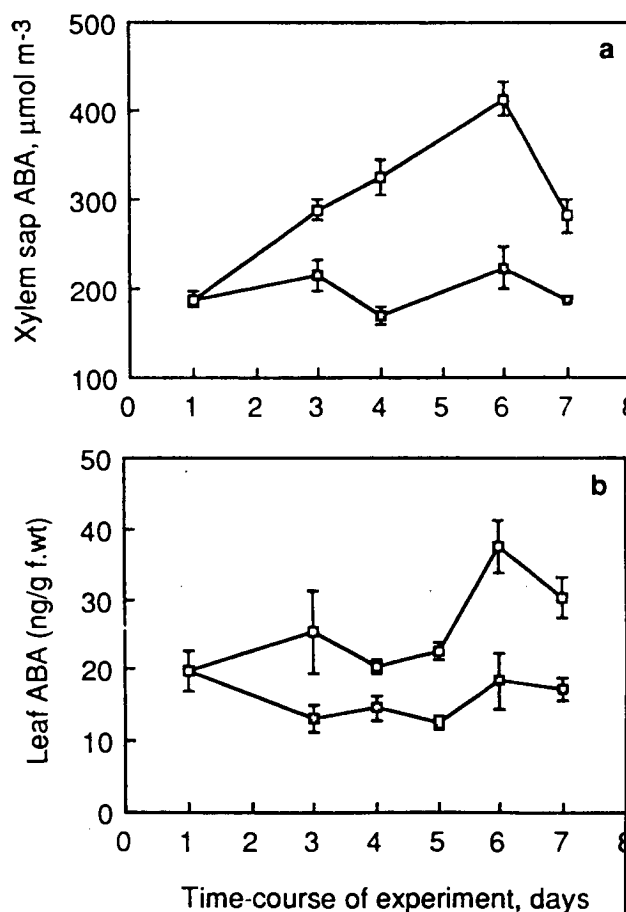 500
400
300
200
100
Xylem sap ABA, µmol m-3
a
0 1 2 3 4 5 6 7 8
50
40
30
20
10
0
Leaf ABA (ng/g f.wt)
b
0 1 2 3 4 5 6 7 8
Time-course of experiment, days